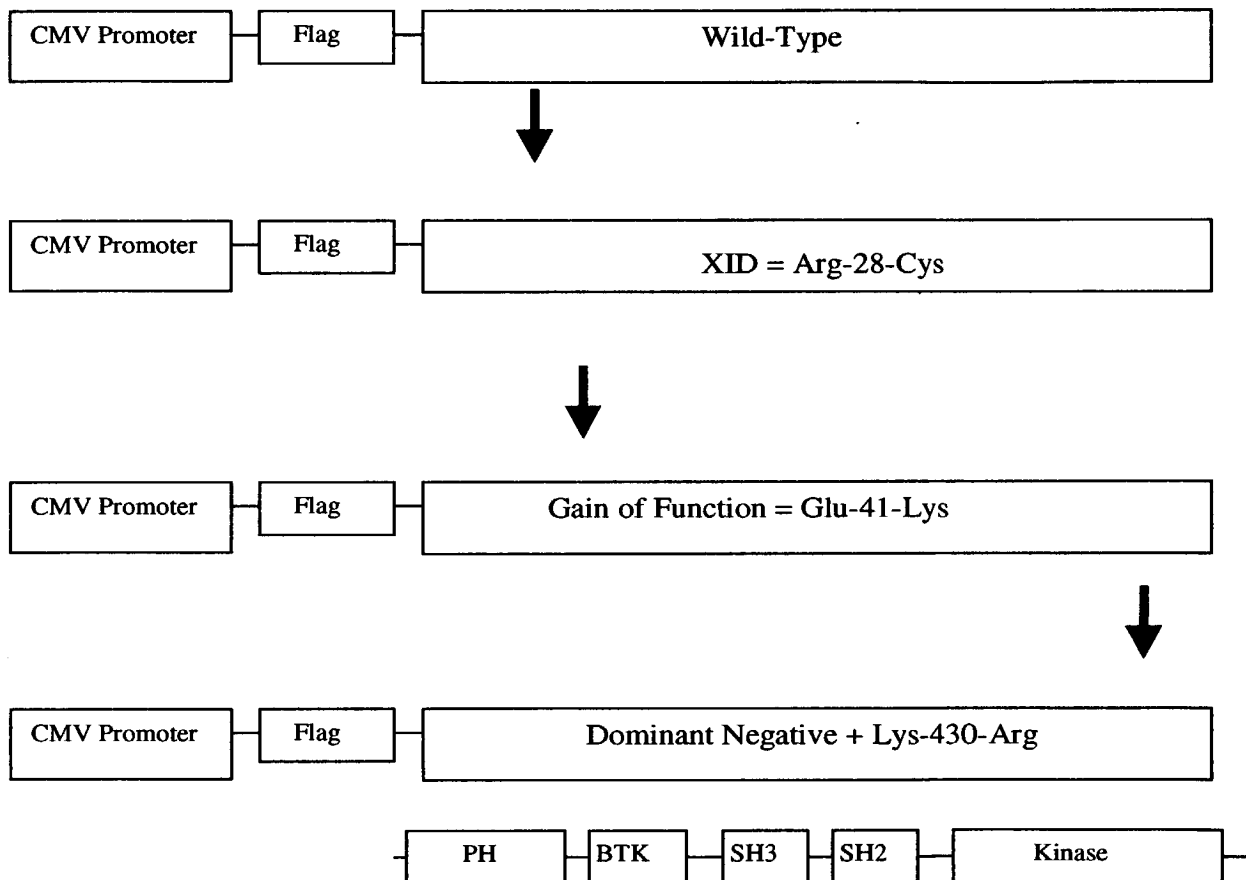 CMV Promoter Flag Wild-Type
CMV Promoter Flag XID = Arg-28-Cys
CMV Promoter Flag Gain of Function = Glu-41-Lys
CMV Promoter Flag Dominant Negative + Lys-430-Arg
PH BTK SH3 SH2 Kinase